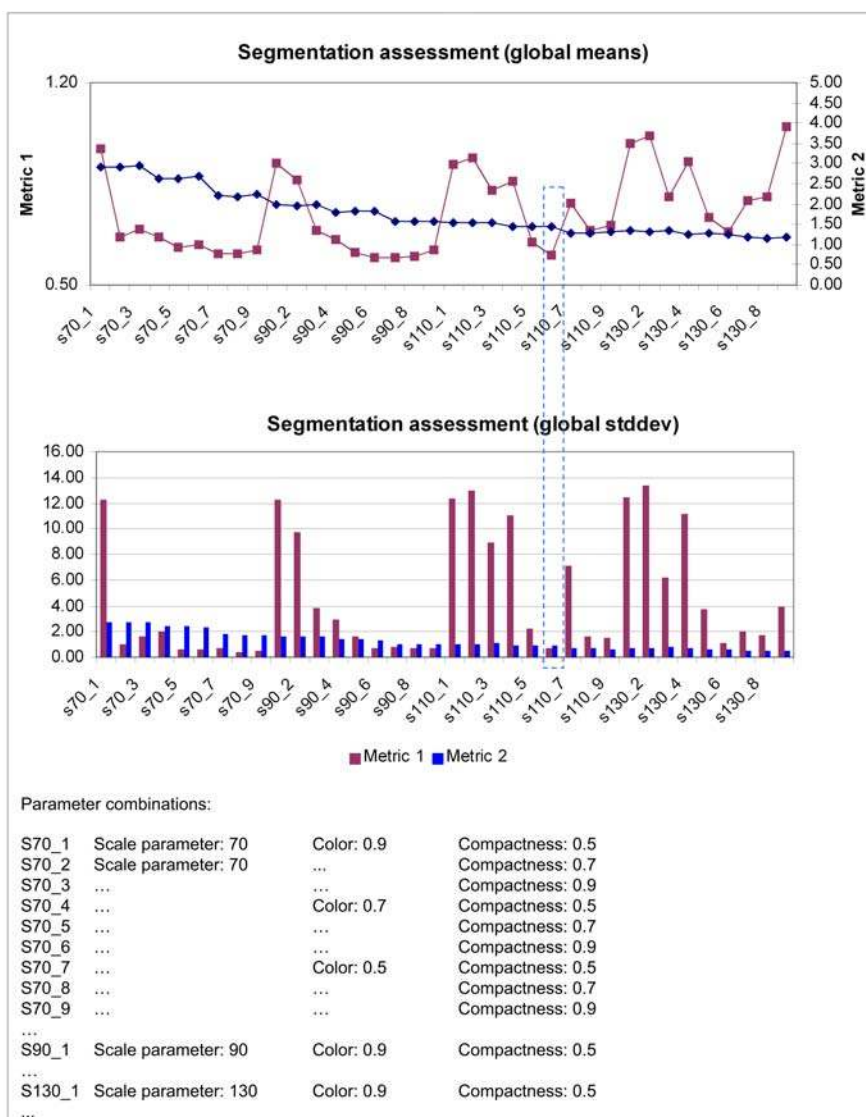 Segmentation assessment (global means)
1.20
0.50
Metric 1
5.00
4.50
4.00
3.50
3.00
2.50
2.00
1.50
1.00
0.50
0.00
Metric 2
s70_1
s70_3
s70_5
s70_7
s70_9
s90_2
s90_4
s90_6
s90_8
s110_1
s110_3
s110_5
s110_7
s110_9
s130_2
s130_4
s130_6
s130_8
Segmentation assessment (global stddev)
16.00
14.00
12.00
10.00
8.00
6.00
4.00
2.00
0.00
s70_1
s70_3
s70_5
s70_7
s70_9
s90_2
s90_4
s90_6
s90_8
s110_1
s110_3
s110_5
s110_7
s110_9
s130_2
s130_4
s130_6
s130_8
Metric 1 Metric 2
Parameter combinations:
S70_1 Scale parameter: 70 Color: 0.9 Compactness: 0.5
S70_2 Scale parameter: 70 ... Compactness: 0.7
S70_3 ... ... Compactness: 0.9
S70_4 ... Color: 0.7 Compactness: 0.5
S70_5 ... ... Compactness: 0.7
S70_6 ... ... Compactness: 0.9
S70_7 ... Color: 0.5 Compactness: 0.5
S70_8 ... ... Compactness: 0.7
S70_9 ... ... Compactness: 0.9
...
S90_1 Scale parameter: 90 Color: 0.9 Compactness: 0.5
...
S130_1 Scale parameter: 130 Color: 0.9 Compactness: 0.5
...